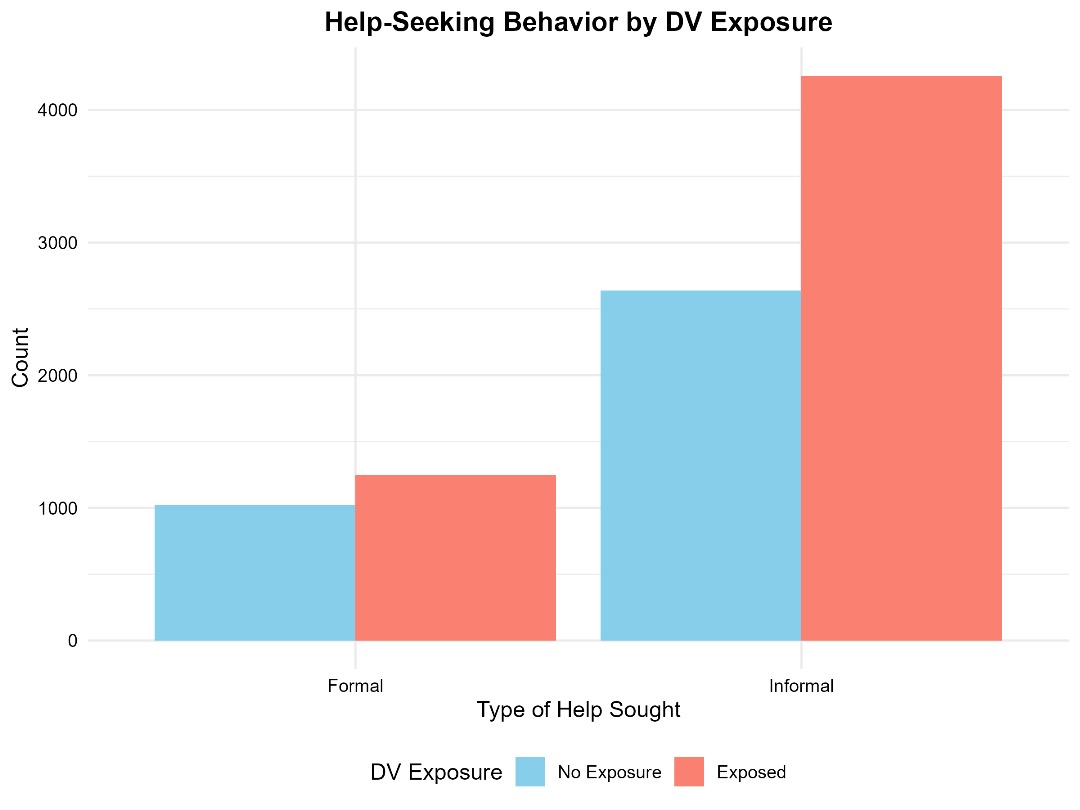 Help-Seeking Behavior by DV Exposure
4000
3000
2000
1000
0
Count
Formal
Informal
Type of Help Sought
DV Exposure No Exposure Exposed